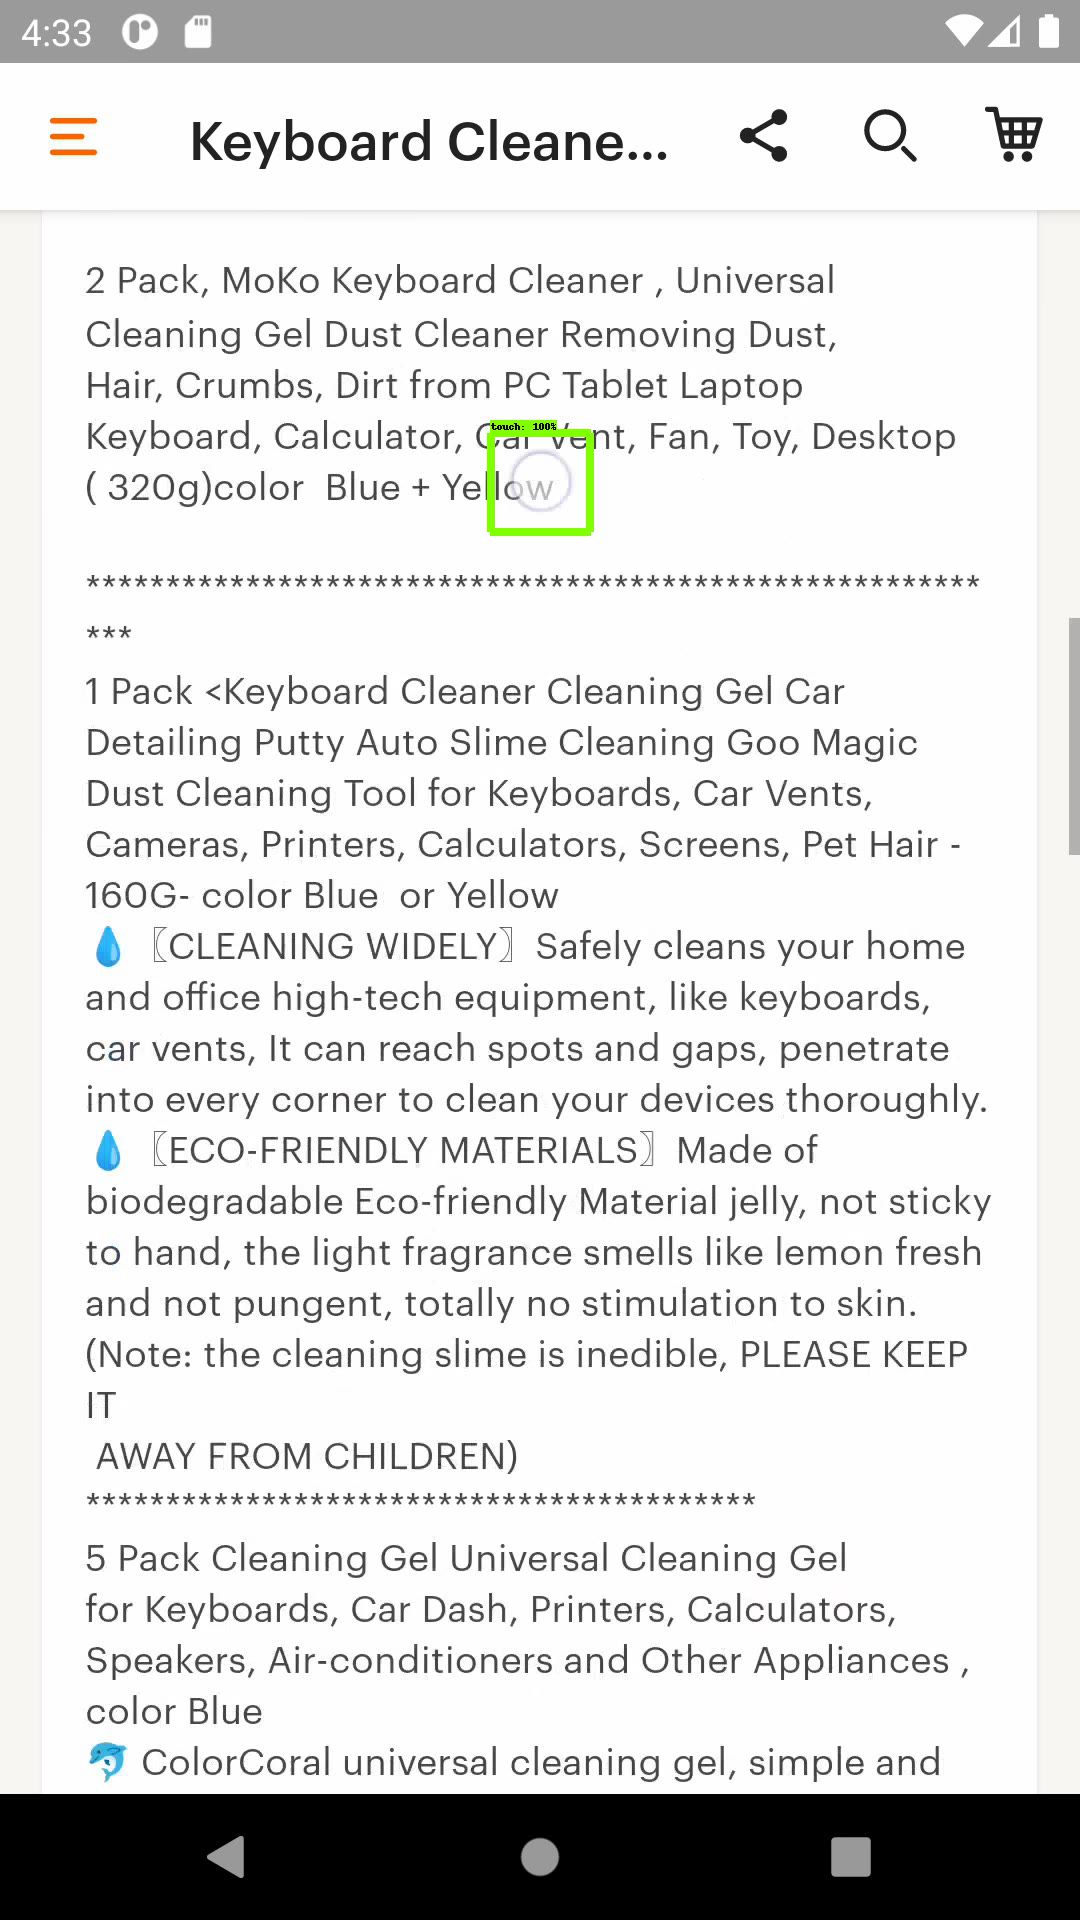 4:33
Keyboard Cleane...
2 Pack, MoKo Keyboard Cleaner , Universal
Cleaning Gel Dust Cleaner Removing Dust,
Hair, Crumbs, Dirt from PC Tablet Laptop
touch: 100%
Keyboard, Calculator, Car Vent, Fan, Toy, Desktop
( 320g)color  Blue + Yellow
********************************************************
***
1 Pack <Keyboard Cleaner Cleaning Gel Car
Detailing Putty Auto Slime Cleaning Goo Magic
Dust Cleaning Tool for Keyboards, Car Vents,
Cameras, Printers, Calculators, Screens, Pet Hair -
160G- color Blue  or Yellow
💧〖CLEANING WIDELY〗Safely cleans your home
and office high-tech equipment, like keyboards,
car vents, It can reach spots and gaps, penetrate
into every corner to clean your devices thoroughly.
💧〖ECO-FRIENDLY MATERIALS〗Made of
biodegradable Eco-friendly Material jelly, not sticky
to hand, the light fragrance smells like lemon fresh
and not pungent, totally no stimulation to skin.
(Note: the cleaning slime is inedible, PLEASE KEEP
IT
AWAY FROM CHILDREN)
******************************************
5 Pack Cleaning Gel Universal Cleaning Gel
for Keyboards, Car Dash, Printers, Calculators,
Speakers, Air-conditioners and Other Appliances ,
color Blue
🐬 ColorCoral universal cleaning gel, simple and